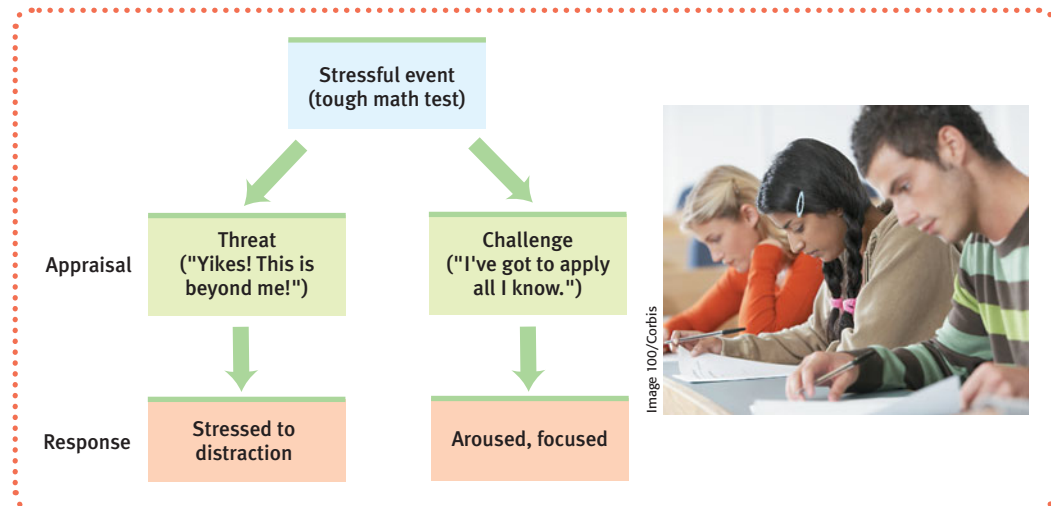 Stressful event
(tough math test)
Appraisal
Threat
("Yikes! This is
beyond me!")
Challenge
("I've got to apply
all I know.")
Image 100/Corbis
Response
Stressed to
distraction
Aroused, focused